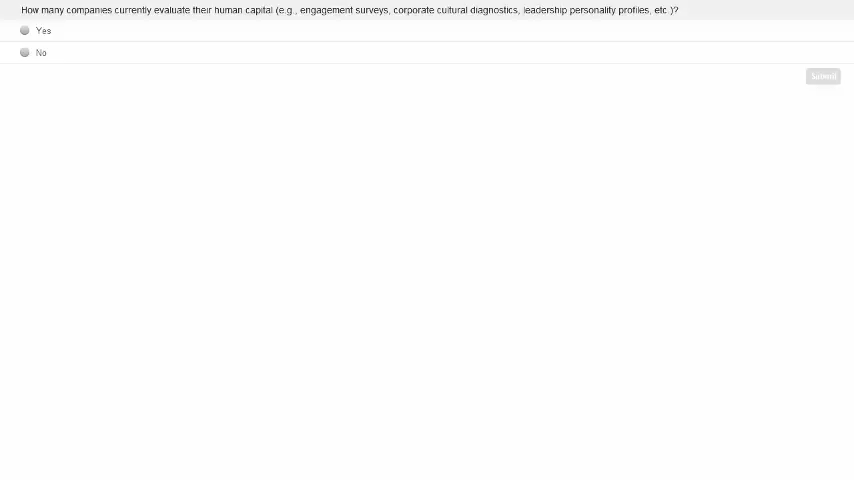 How many companies currently evaluate their human capital (e.g., engagement surveys, corporate cultural diagnostics, leadership personality profiles, etc.)?
Yes
No
Submit